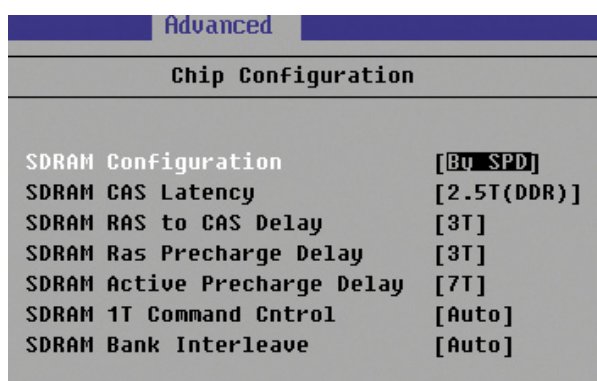 Advanced
Chip Configuration
SDRAM Configuration [By SPD]
SDRAM CAS Latency [2.5T(DDR)]
SDRAM RAS to CAS Delay [3T]
SDRAM Ras Precharge Delay [3T]
SDRAM Active Precharge Delay [7T]
SDRAM 1T Command Cntrol [Auto]
SDRAM Bank Interleave [Auto]